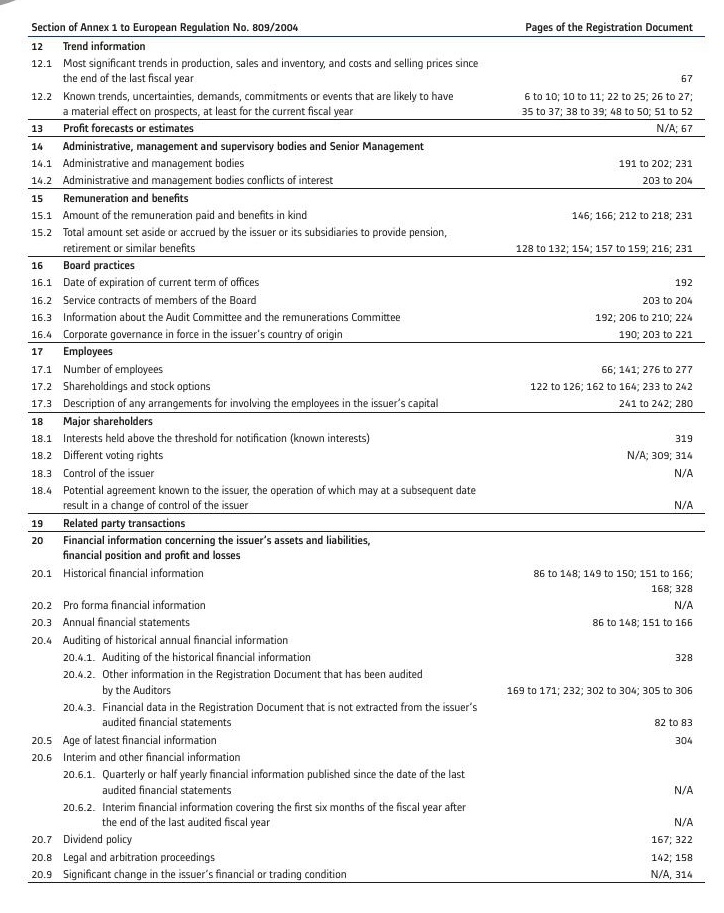 Section of Annex 1 to European Regulation No. 809/2004 Pages of the Registration Document
12 Trend information
12.1 Most significant trends in production, sales and inventory, and costs and selling prices since
the end of the last fiscal year 67
12.2 Known trends, uncertainties, demands, commitments or events that are likely to have 6 to 10; 10 to 11; 22 to 25; 26 to 27;
a material effect on prospects, at least for the current fiscal year 35 to 37; 38 to 39; 48 to 50; 51 to 52
13 Profit forecasts or estimates N/A; 67
14 Administrative, management and supervisory bodies and Senior Management
14.1 Administrative and management bodies 191 to 202; 231
14.2 Administrative and management bodies conflicts of interest 203 to 204
15 Remuneration and benefits
15.1 Amount of the remuneration paid and benefits in kind 146; 166; 212 to 218; 231
15.2 Total amount set aside or accrued by the issuer or its subsidiaries to provide pension,
retirement or similar benefits 128 to 132; 154; 157 to 159; 216; 231
16 Board practices
16.1 Date of expiration of current term of offices 192
16.2 Service contracts of members of the Board 203 to 204
16.3 Information about the Audit Committee and the remunerations Committee 192; 206 to 210; 224
16.4 Corporate governance in force in the issuer's country of origin 190; 203 to 221
17 Employees
17.1 Number of employees 66; 141; 276 to 277
17.2 Shareholdings and stock options 122 to 126; 162 to 164; 233 to 242
17.3 Description of any arrangements for involving the employees in the issuer's capital 241 to 242; 280
18 Major shareholders
18.1 Interests held above the threshold for notification (known interests) 319
18.2 Different voting rights N/A; 309; 314
18.3 Control of the issuer N/A
18.4 Potential agreement known to the issuer, the operation of which may at a subsequent date
result in a change of control of the issuer N/A
19 Related party transactions
20 Financial information concerning the issuer's assets and liabilities,
financial position and profit and losses
20.1 Historical financial information 86 to 148; 149 to 150; 151 to 166;
168; 328
20.2 Pro forma financial information N/A
20.3 Annual financial statements 86 to 148; 151 to 166
20.4 Auditing of historical annual financial information
20.4.1. Auditing of the historical financial information 328
20.4.2. Other information in the Registration Document that has been audited
by the Auditors 169 to 171; 232; 302 to 304; 305 to 306
20.4.3. Financial data in the Registration Document that is not extracted from the issuer's
audited financial statements 82 to 83
20.5 Age of latest financial information 304
20.6 Interim and other financial information
20.6.1. Quarterly or half yearly financial information published since the date of the last
audited financial statements N/A
20.6.2. Interim financial information covering the first six months of the fiscal year after
the end of the last audited fiscal year N/A
20.7 Dividend policy 167; 322
20.8 Legal and arbitration proceedings 142; 158
20.9 Significant change in the issuer's financial or trading condition N/A, 314